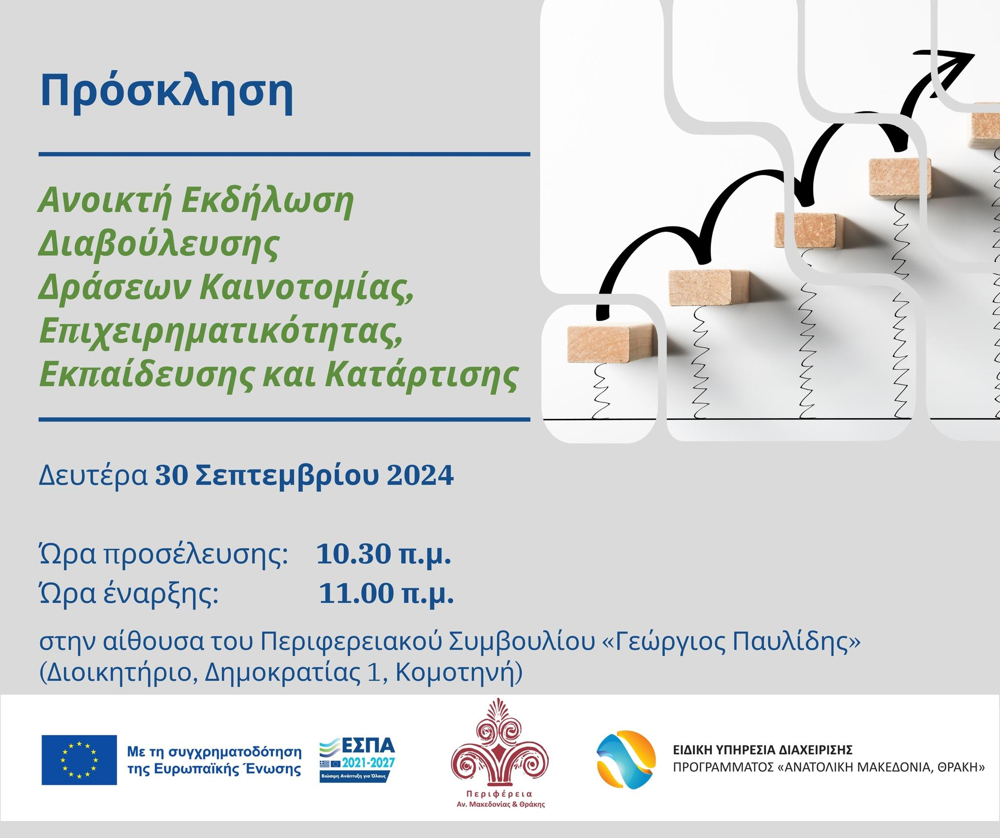 Πρόσκληση
Ανοικτή Εκδήλωση
Διαβούλευσης
Δράσεων Καινοτομίας,
Επιχειρηματικότητας,
Εκπαίδευσης και Κατάρτισης
Δευτέρα 30 Σεπτεμβρίου 2024
Ώρα προσέλευσης: 10.30 π.μ.
Ώρα έναρξης: 11.00 π.μ.
στην αίθουσα του Περιφερειακού Συμβουλίου «Γεώργιος Παυλίδης»
(Διοικητήριο, Δημοκρατίας 1, Κομοτηνή)
Με τη συγχρηματοδότηση
της Ευρωπαϊκής Ένωσης
ΕΣΠΑ
2021-2027
Βιώσιμη Ανάπτυξη για Όλους
Περιφέρεια
Αν. Μακεδονίας & Θράκης
ΕΙΔΙΚΗ ΥΠΗΡΕΣΙΑ ΔΙΑΧΕΙΡΙΣΗΣ
ΠΡΟΓΡΑΜΜΑΤΟΣ «ΑΝΑΤΟΛΙΚΗ ΜΑΚΕΔΟΝΙΑ, ΘΡΑΚΗ»